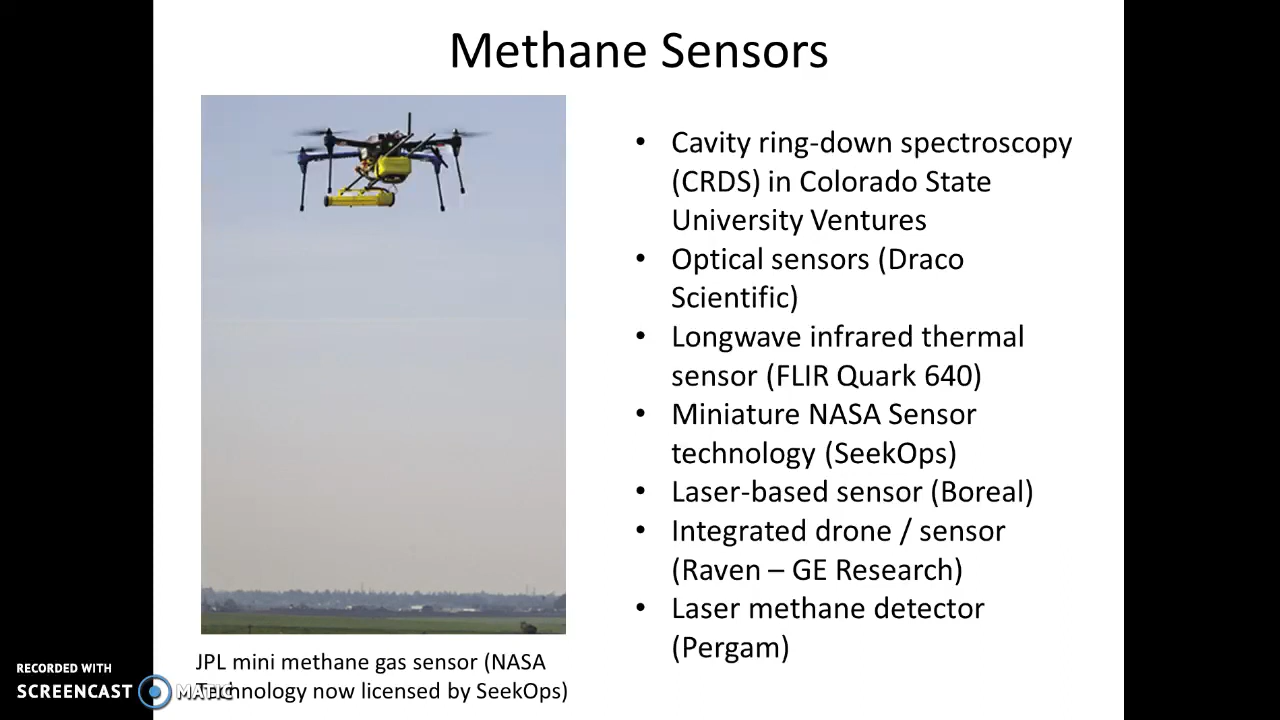 Methane Sensors
• Cavity ring-down spectroscopy
(CRDS) in Colorado State
University Ventures
• Optical sensors (Draco
Scientific)
• Longwave infrared thermal
sensor (FLIR Quark 640)
• Miniature NASA Sensor
technology (SeekOps)
• Laser-based sensor (Boreal)
• Integrated drone / sensor
(Raven – GE Research)
• Laser methane detector
(Pergam)
JPL mini methane gas sensor (NASA
Technology now licensed by SeekOps)
RECORDED WITH
SCREENCAST MATIC